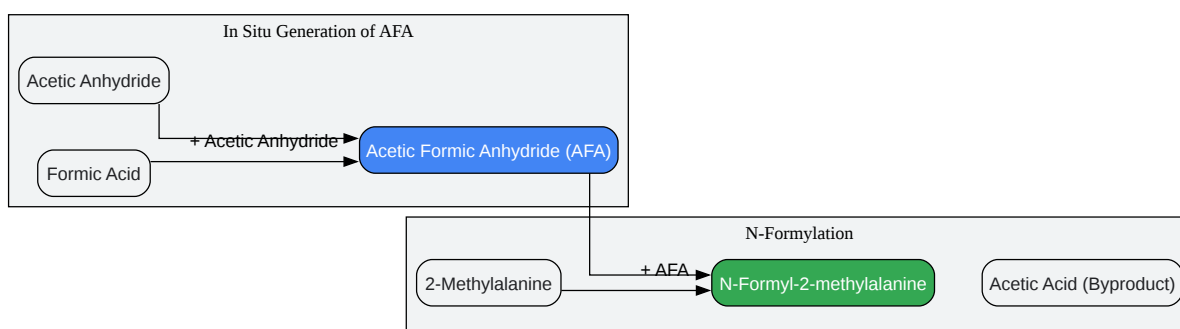 In Situ Generation of AFA
Acetic Anhydride
+ Acetic Anhydride
Acetic Formic Anhydride (AFA)
Formic Acid
N-Formylation
+ AFA
2-Methylalanine
N-Formyl-2-methylalanine
Acetic Acid (Byproduct)